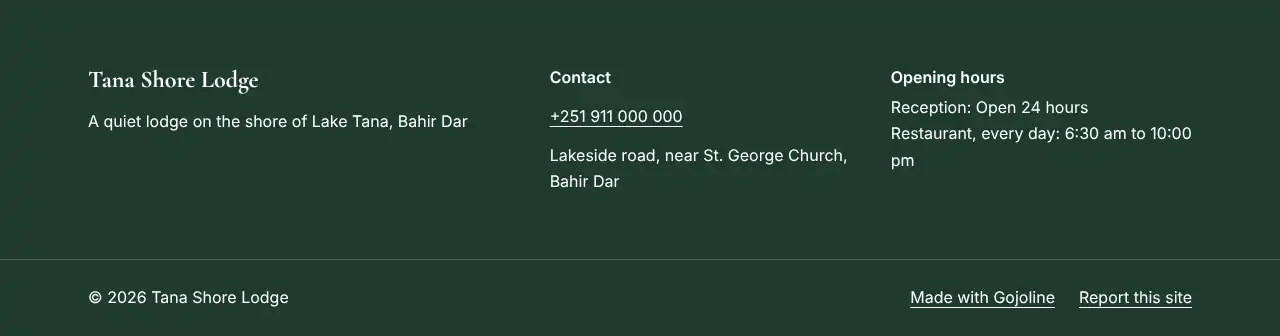 Tana Shore Lodge
A quiet lodge on the shore of Lake Tana, Bahir Dar
Contact
+251 911 000 000
Lakeside road, near St. George Church,
Bahir Dar
Opening hours
Reception: Open 24 hours
Restaurant, every day: 6:30 am to 10:00
pm
© 2026 Tana Shore Lodge
Made with Gojoline
Report this site